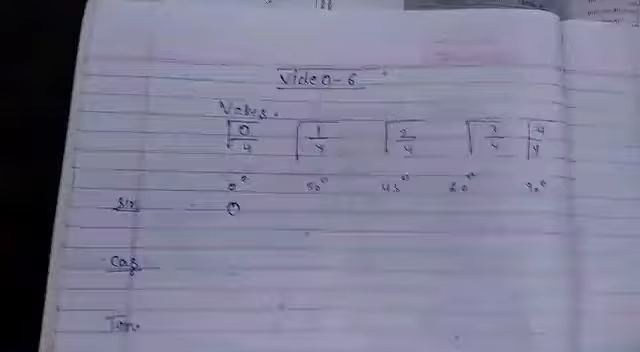 Video-6
Values.
√0/4 √1/4 √2/4 √3/4 √4/4
0° 30° 45° 60° 90°
Sin 0
Cos
Tan